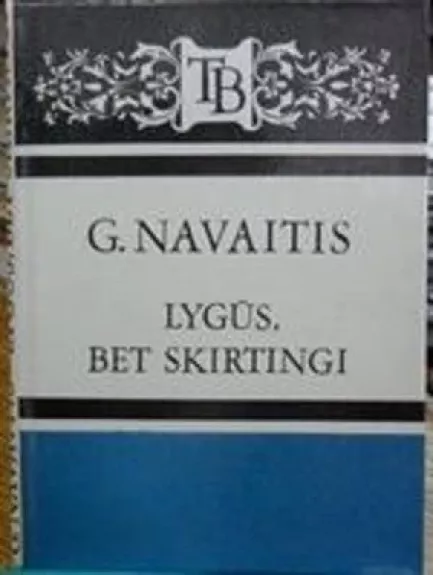 TB
G. NAVAITIS
LYGŪS,
BET SKIRTINGI